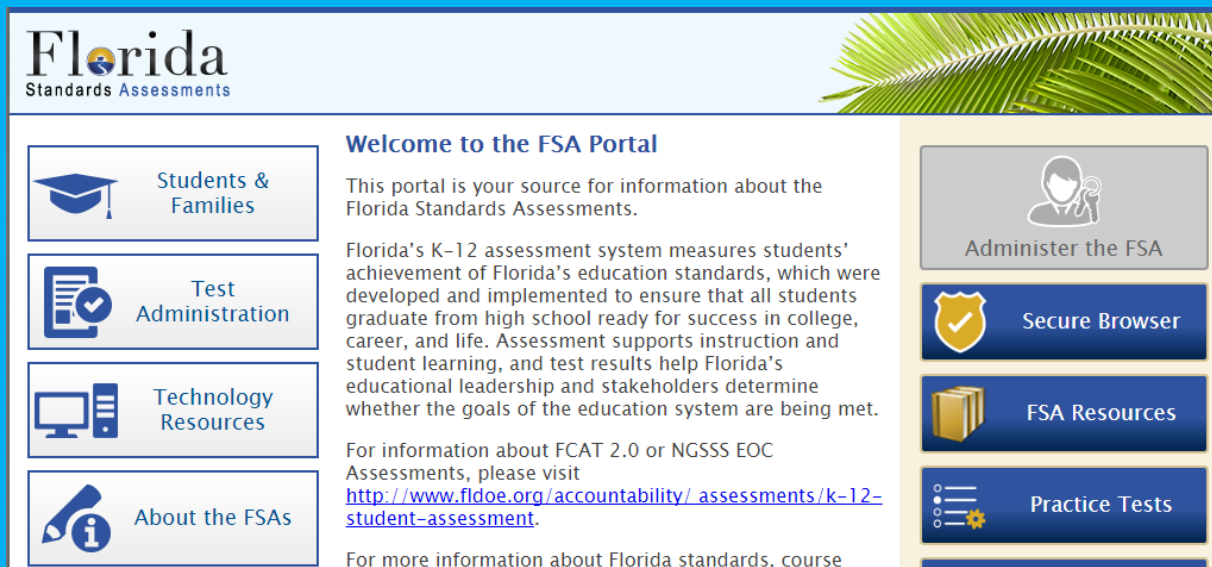 Florida
Standards Assessments
Students &
Families
Test
Administration
Technology
Resources
About the FSAs
Welcome to the FSA Portal
This portal is your source for information about the
Florida Standards Assessments.
Florida's K-12 assessment system measures students'
achievement of Florida's education standards, which were
developed and implemented to ensure that all students
graduate from high school ready for success in college,
career, and life. Assessment supports instruction and
student learning, and test results help Florida's
educational leadership and stakeholders determine
whether the goals of the education system are being met.
For information about FCAT 2.0 or NGSSS EOC
Assessments, please visit
http://www.fldoe.org/accountability/ assessments/k-12-
student-assessment.
For more information about Florida standards, course
Administer the FSA
Secure Browser
FSA Resources
Practice Tests